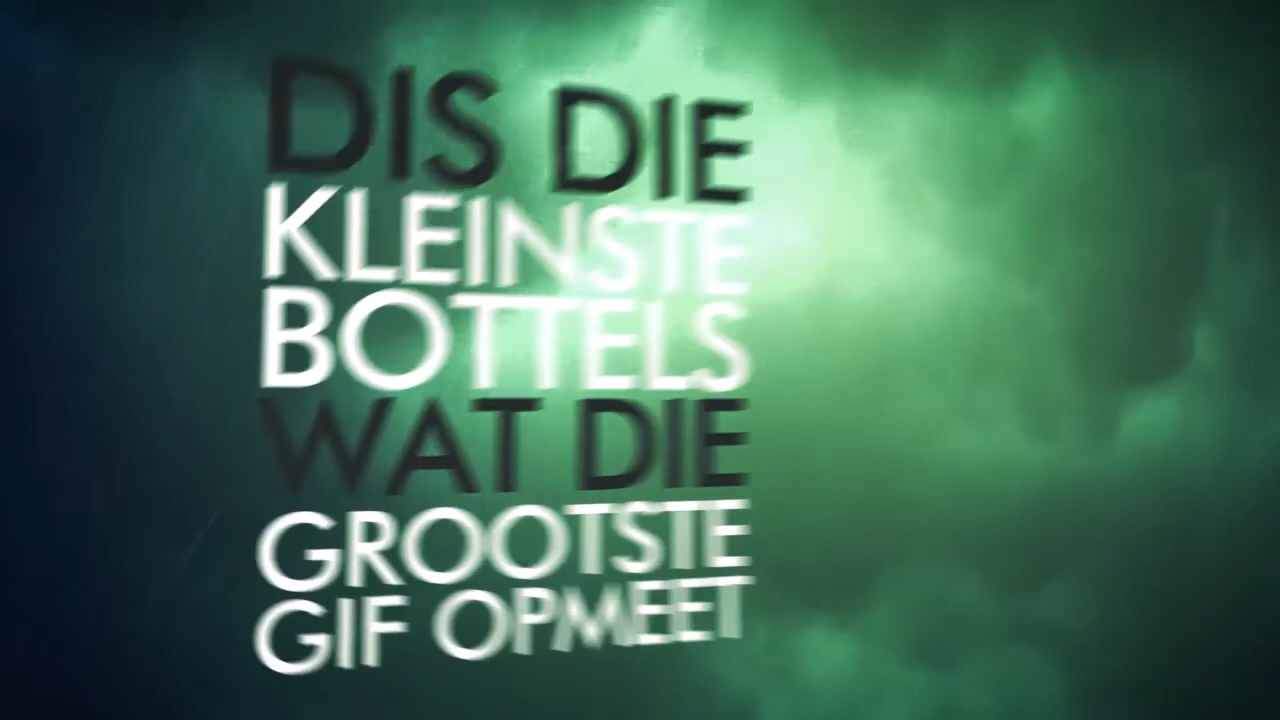 DIS DIE
KLEINSTE
BOTTELS
WAT DIE
GROOTSTE
GIF OPMEET